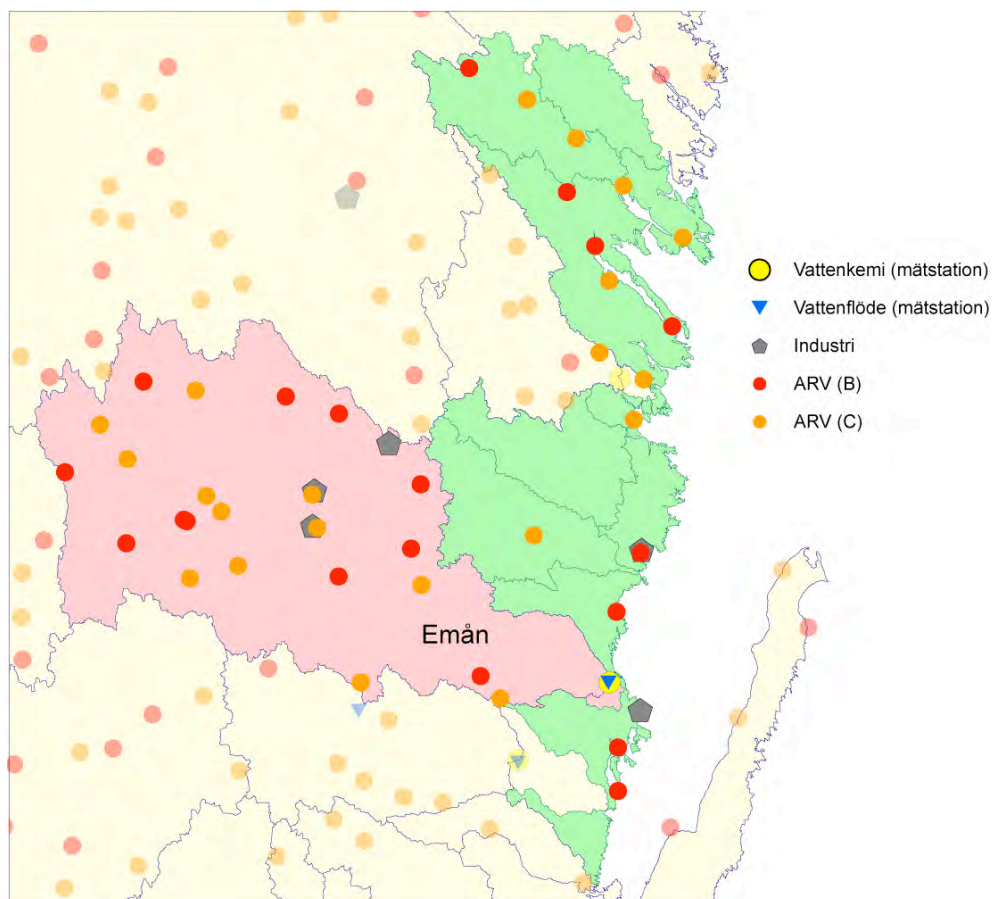 Vattenkemi (mätstation)
Vattenflöde (mätstation)
Industri
ARV (B)
ARV (C)
Emån